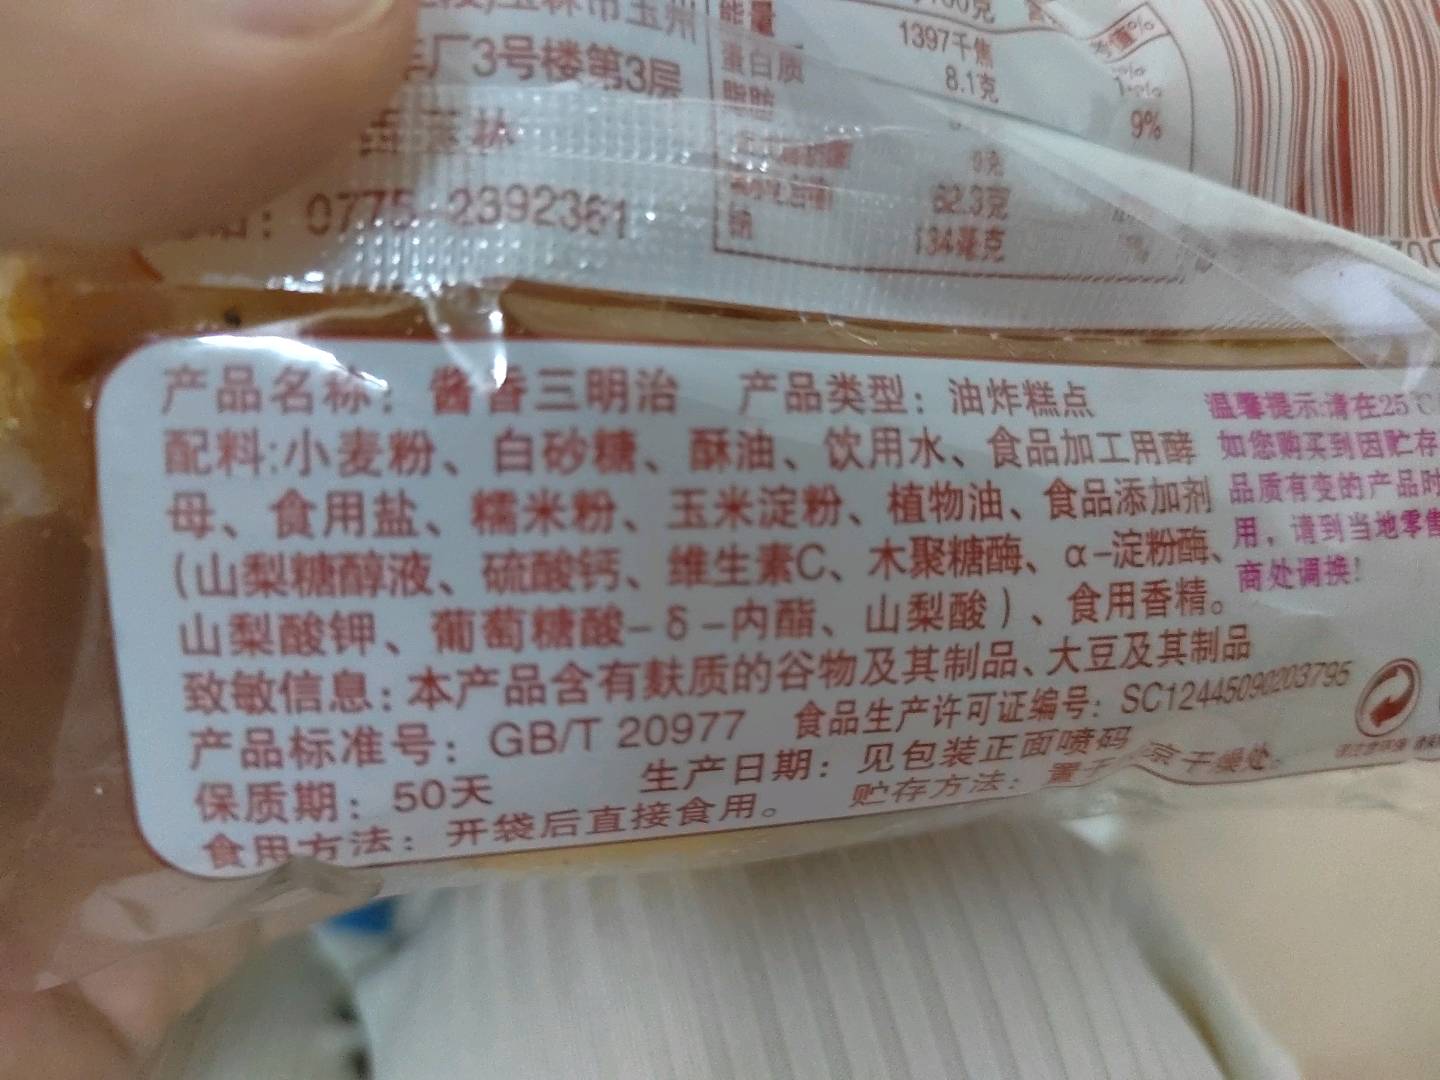 玉林市玉州
厂3号楼第3层
0775-2392361
能量 1397千焦
蛋白质 8.1克
脂肪
9%
0克
62.3克
钠 134毫克
产品名称：酱香三明治 产品类型：油炸糕点
配料:小麦粉、白砂糖、酥油、饮用水、食品加工用酵
母、食用盐、糯米粉、玉米淀粉、植物油、食品添加剂
(山梨糖醇液、硫酸钙、维生素C、木聚糖酶、α-淀粉酶、
山梨酸钾、葡萄糖酸-δ-内酯、山梨酸)、食用香精。
致敏信息:本产品含有麸质的谷物及其制品、大豆及其制品
产品标准号：GB/T 20977 食品生产许可证编号：SC12445090203795
保质期：50天 生产日期：见包装正面喷码
食用方法：开袋后直接食用。 贮存方法：置于 凉干燥处
温馨提示:请在25℃
如您购买到因贮存
品质有变的产品时
用，请到当地零售
商处调换!